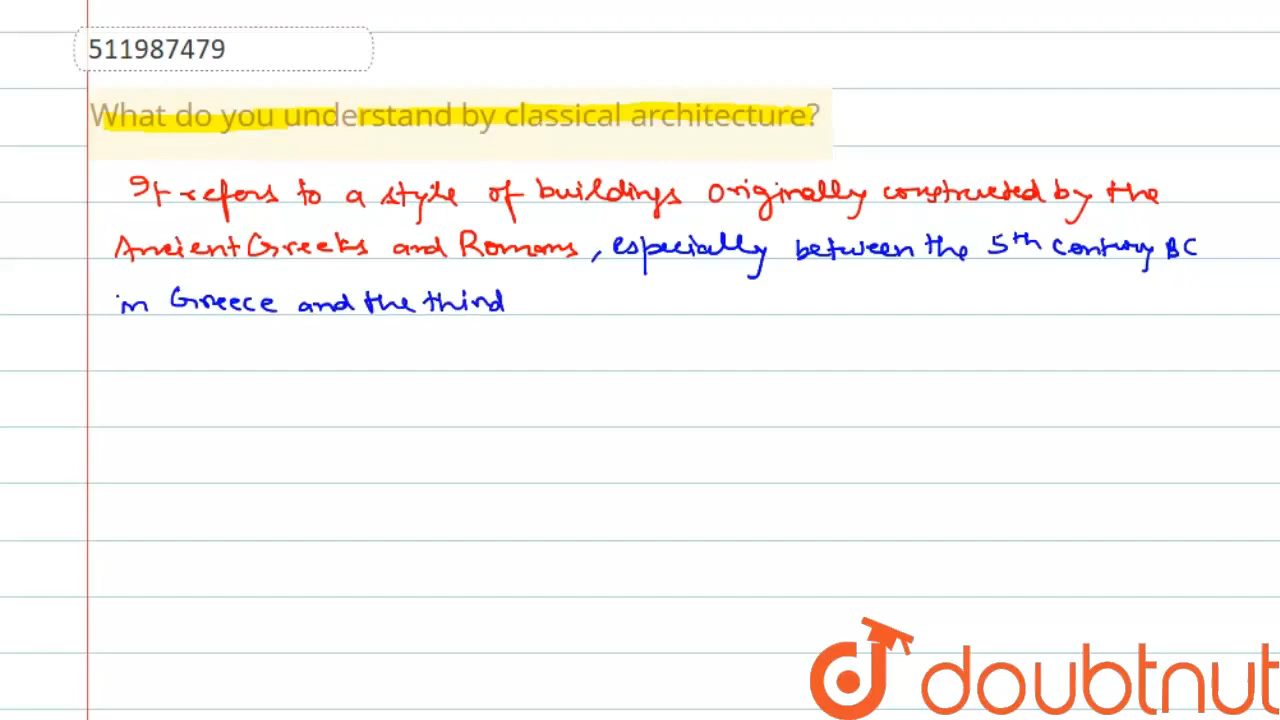 511987479
What do you understand by classical architecture?
It refers to a style of buildings originally constructed by the
Ancient Greeks and Romans, especially between the 5th century BC
in Greece and the third
doubtnut